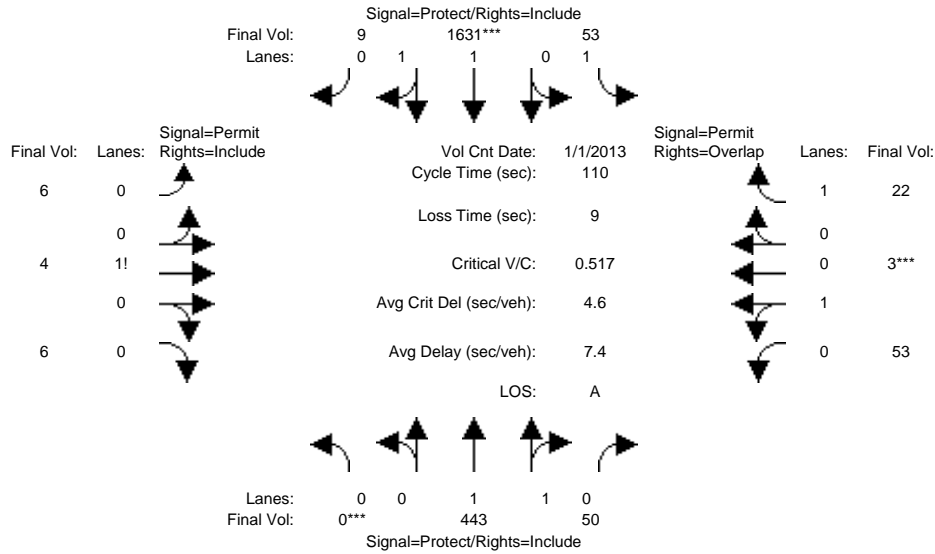 Signal=Protect/Rights=Include
Final Vol: 9 1631*** 53
Lanes: 0 1 1 0 1
Signal=Permit
Final Vol: Lanes: Rights=Include
Vol Cnt Date: 1/1/2013
Signal=Permit
Rights=Overlap Lanes: Final Vol:
Cycle Time (sec): 110
6 0
1 22
Loss Time (sec): 9
0
0
4 1!
Critical V/C: 0.517
0 3***
0
Avg Crit Del (sec/veh): 4.6
1
6 0
Avg Delay (sec/veh): 7.4
0 53
LOS: A
Lanes: 0 0 1 1 0
Final Vol: 0*** 443 50
Signal=Protect/Rights=Include